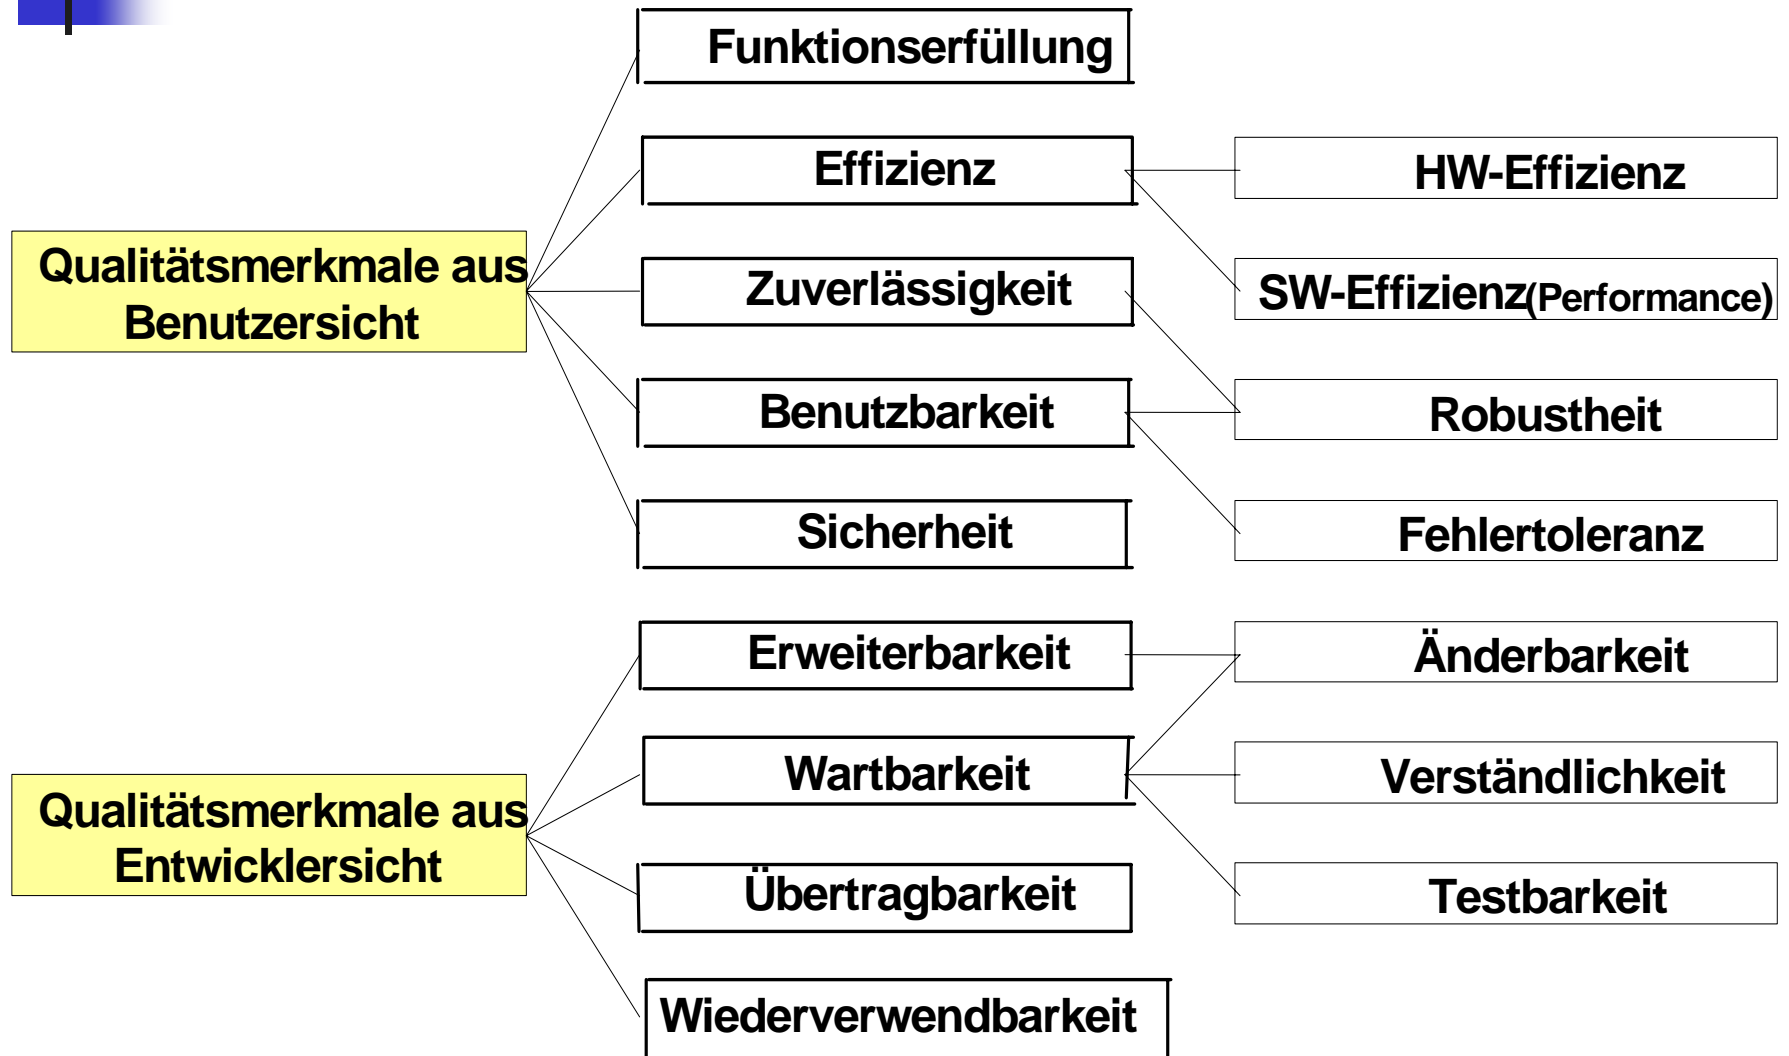 Funktionserfüllung
Effizienz
HW-Effizienz
Qualitätsmerkmale aus
Benutzersicht
Zuverlässigkeit
SW-Effizienz(Performance)
Benutzbarkeit
Robustheit
Sicherheit
Fehlertoleranz
Erweiterbarkeit
Änderbarkeit
Qualitätsmerkmale aus
Entwicklersicht
Wartbarkeit
Verständlichkeit
Übertragbarkeit
Testbarkeit
Wiederverwendbarkeit